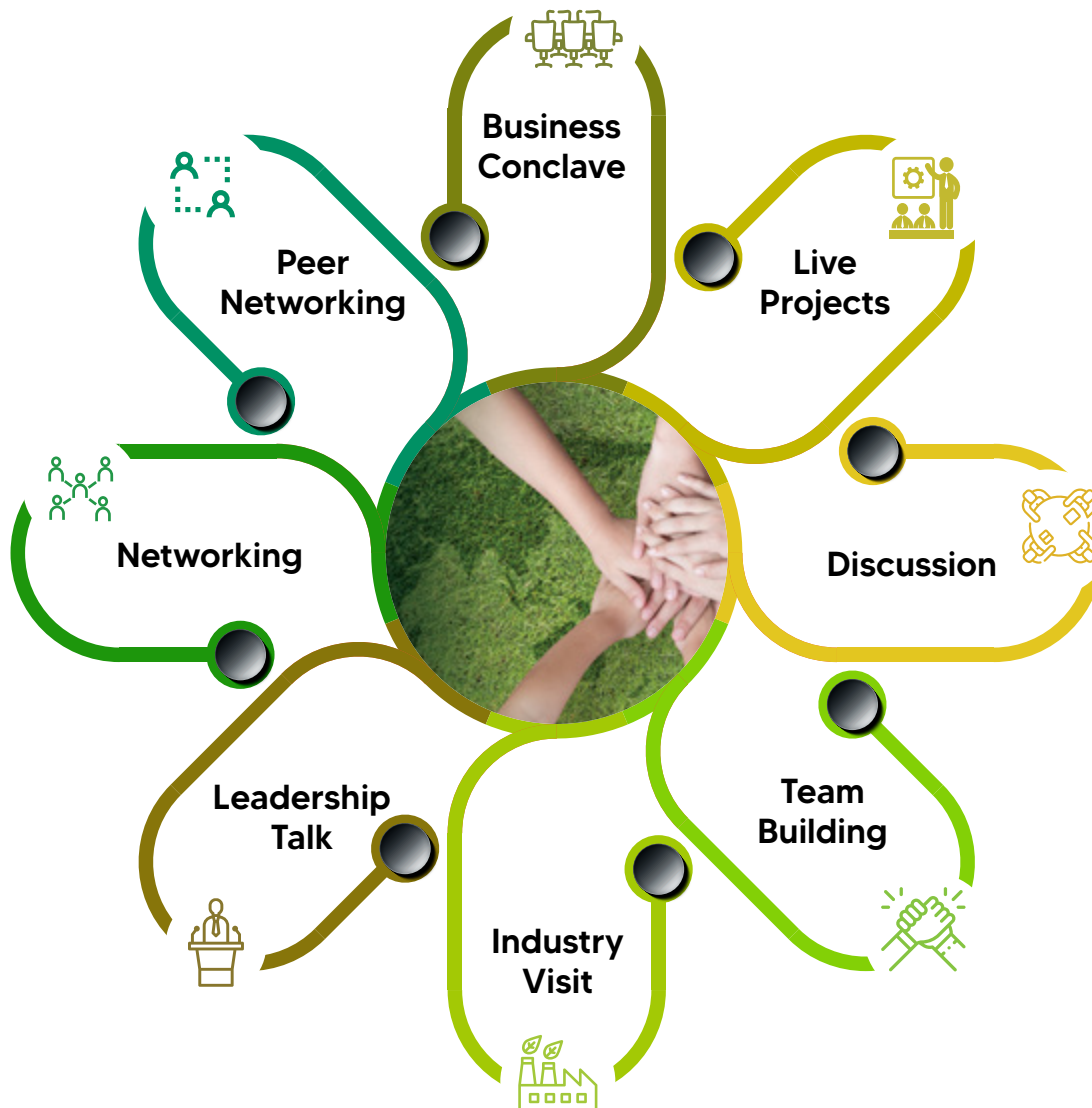 Business
Conclave
Live
Projects
Discussion
Team
Building
Industry
Visit
Leadership
Talk
Networking
Peer
Networking